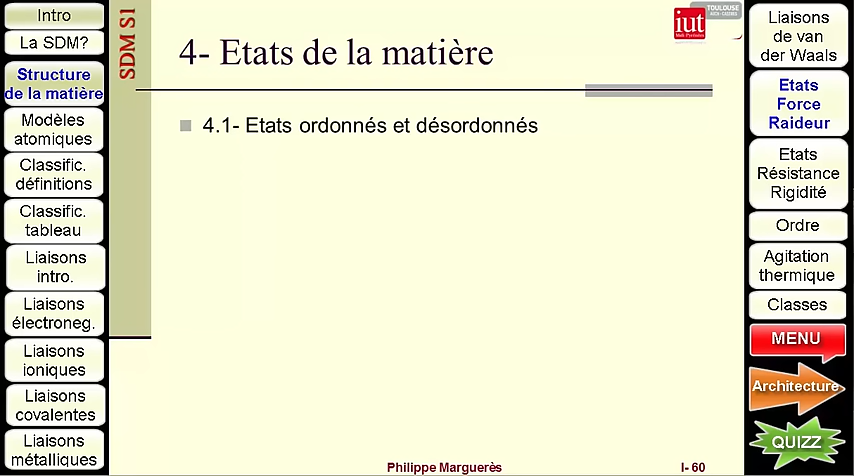 Intro
La SDM?
Structure
de la matière
Modèles
atomiques
Classific.
définitions
Classific.
tableau
Liaisons
intro.
Liaisons
électroneg.
Liaisons
ioniques
Liaisons
covalentes
Liaisons
métalliques
SDM S1
4- Etats de la matière
4.1- Etats ordonnés et désordonnés
iut
TOULOUSE
Philippe Marguerès
I- 60
Liaisons
de van
der Waals
Etats
Force
Raideur
Etats
Résistance
Rigidité
Ordre
Agitation
thermique
Classes
MENU
Architecture
QUIZZ